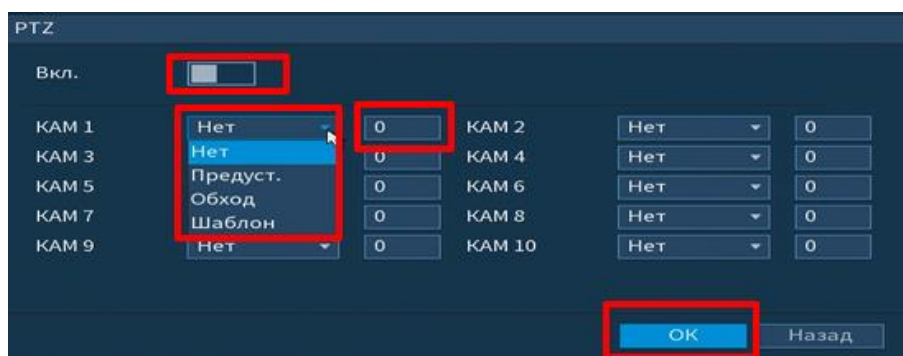 PTZ
Вкл.
КАМ 1 Нет 0 КАМ 2 Нет 0
КАМ 3 Нет 0 КАМ 4 Нет 0
КАМ 5 Предуст. 0 КАМ 6 Нет 0
Обход
КАМ 7 Шаблон 0 КАМ 8 Нет 0
КАМ 9 Нет 0 КАМ 10 Нет 0
OK Назад